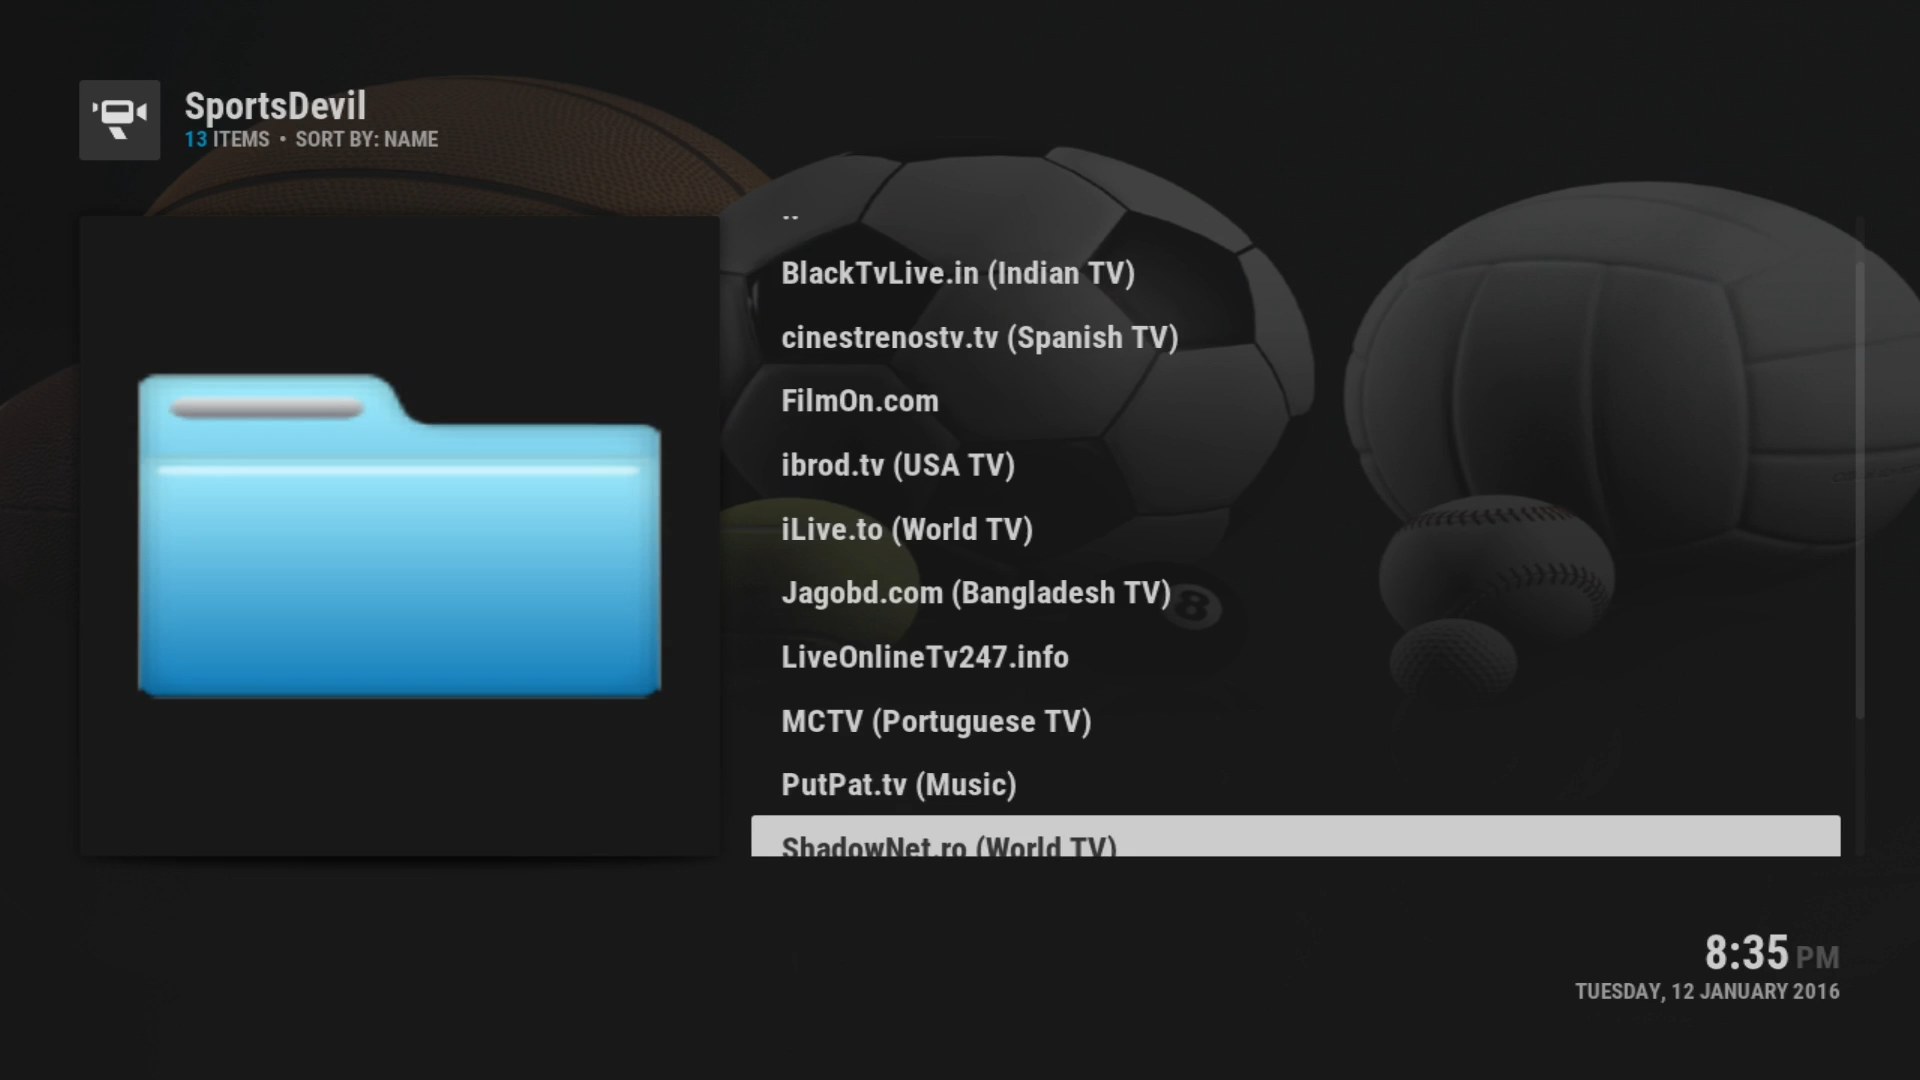 SportsDevil
13 ITEMS • SORT BY: NAME
..
BlackTvLive.in (Indian TV)
cinestrenostv.tv (Spanish TV)
FilmOn.com
ibrod.tv (USA TV)
iLive.to (World TV)
Jagobd.com (Bangladesh TV)
8
LiveOnlineTv247.info
MCTV (Portuguese TV)
PutPat.tv (Music)
ShadowNet.ro (World TV)
8:35 PM
TUESDAY, 12 JANUARY 2016